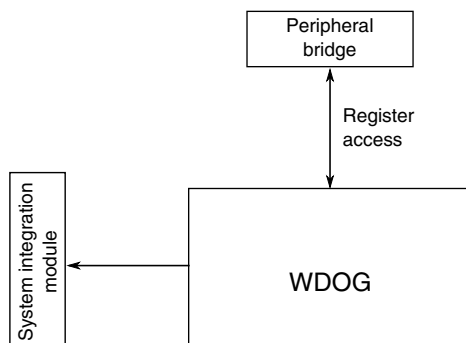 Peripheral
bridge
Register
access
System integration
module
WDOG